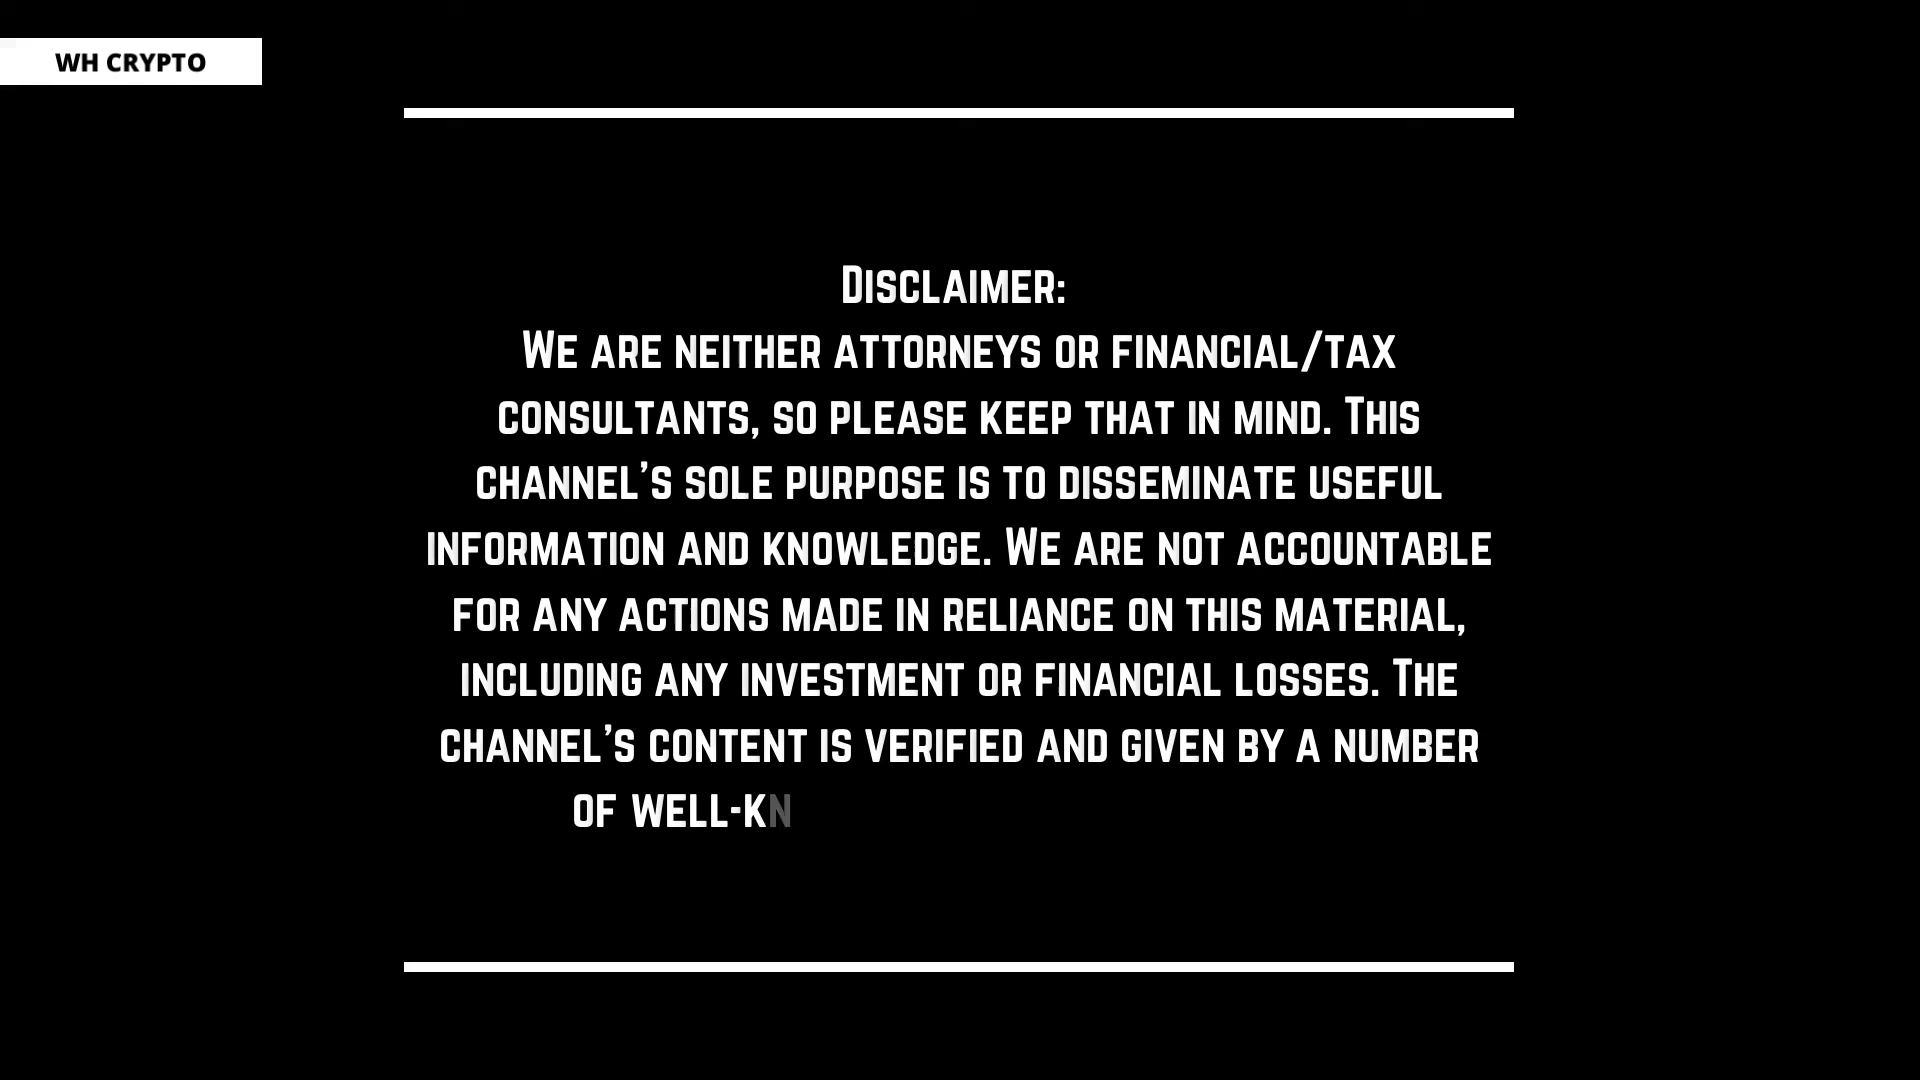 WH CRYPTO
Disclaimer:
We are neither attorneys or financial/tax
consultants, so please keep that in mind. This
channel's sole purpose is to disseminate useful
information and knowledge. We are not accountable
for any actions made in reliance on this material,
including any investment or financial losses. The
channel's content is verified and given by a number
of well-kn